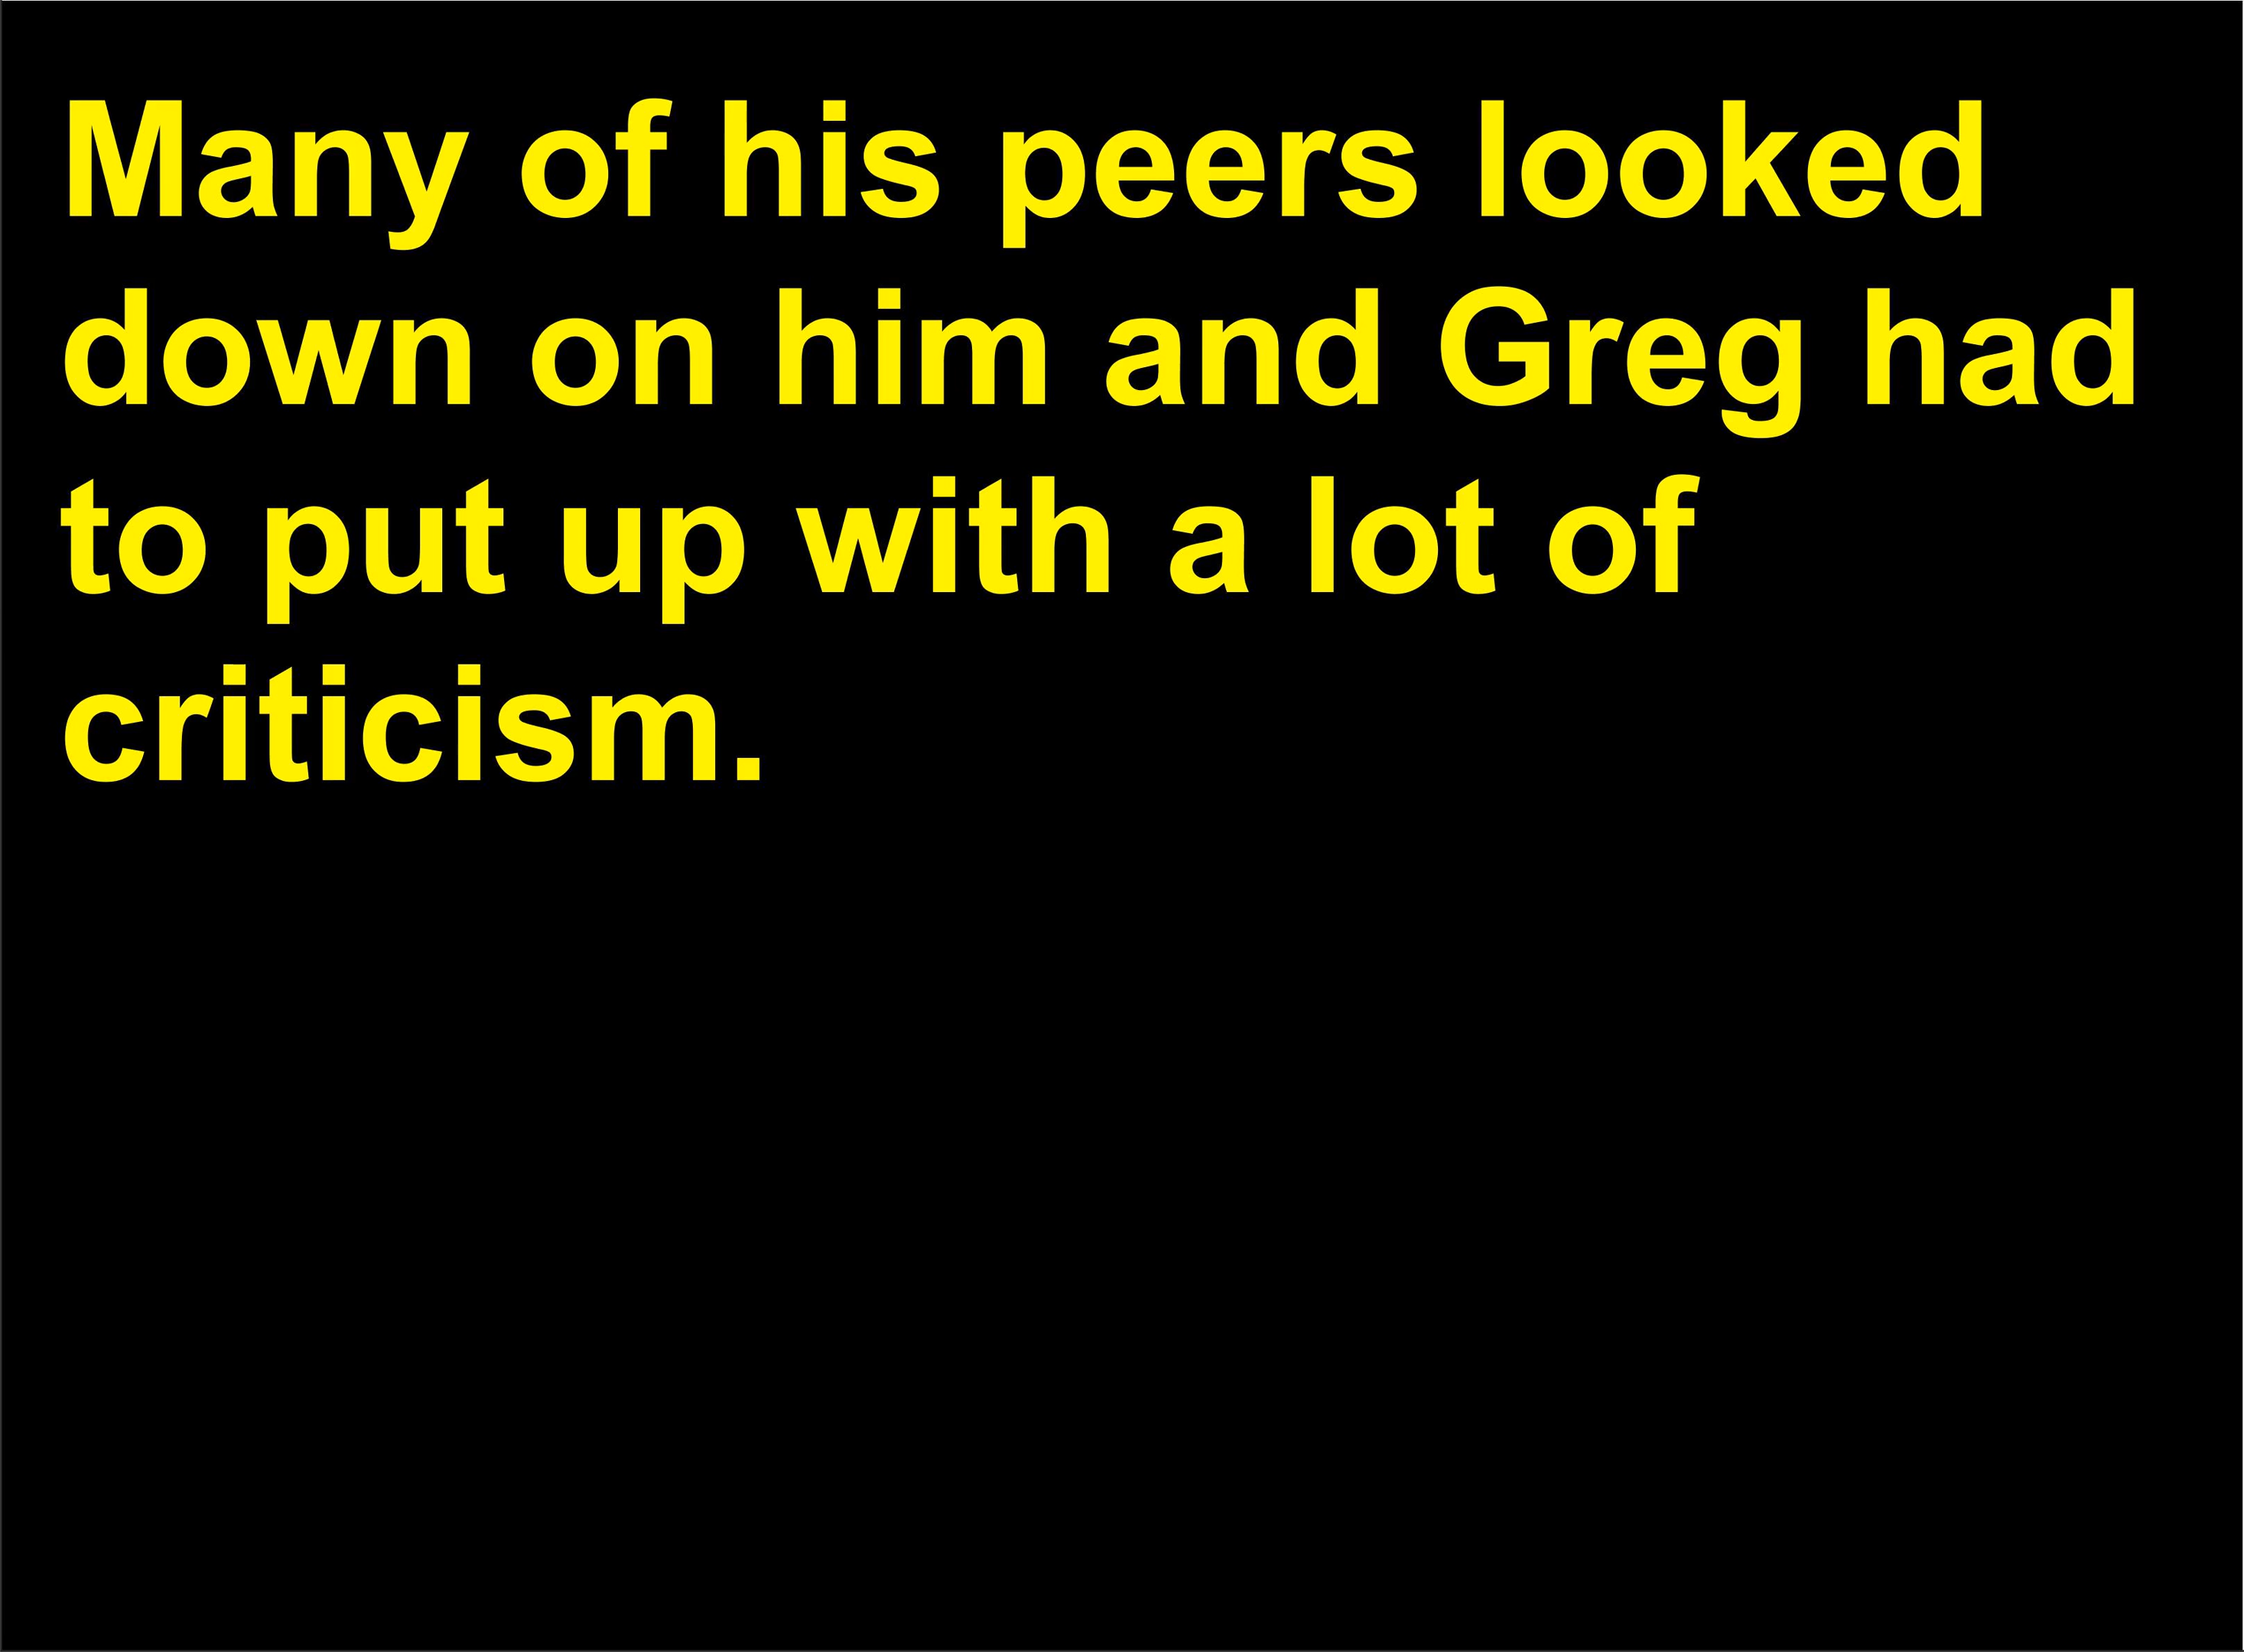 Many of his peers looked
down on him and Greg had
to put up with a lot of
criticism.